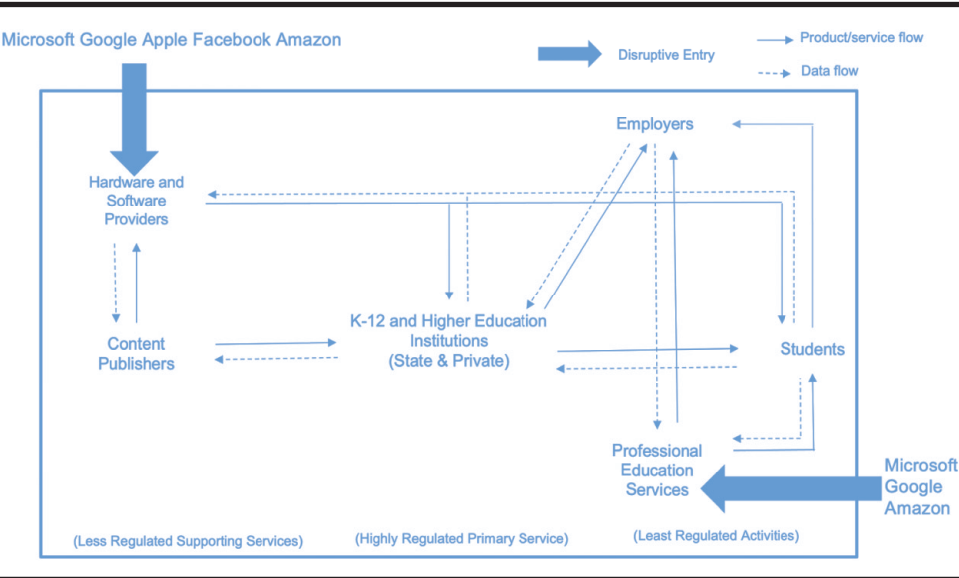 Microsoft Google Apple Facebook Amazon
Disruptive Entry
Product/service flow
Data flow
Employers
Hardware and
Software
Providers
K-12 and Higher Education
Institutions
(State & Private)
Content
Publishers
Students
Professional
Education
Services
Microsoft
Google
Amazon
(Less Regulated Supporting Services)
(Highly Regulated Primary Service)
(Least Regulated Activities)